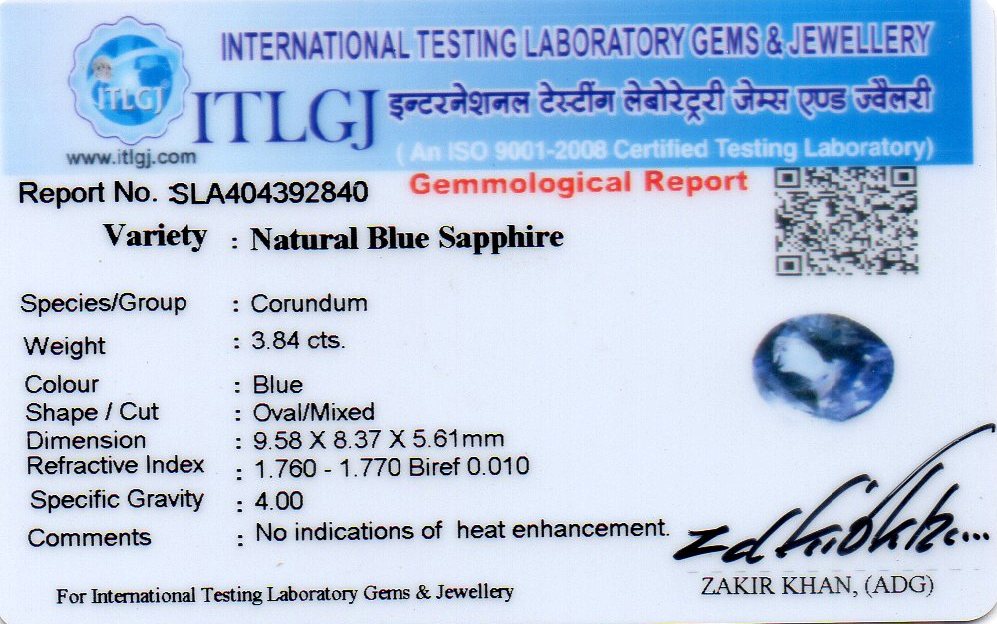 INTERNATIONAL TESTING LABORATORY GEMS & JEWELLERY
ITLGJ
ITLGJ
इन्टरनेशनल टेस्टींग लेबोरेट्ररी जेम्स एण्ड ज्वैलरी
www.itlgj.com
(An ISO 9001-2008 Certified Testing Laboratory)
Gemmological Report
Report No. :SLA404392840
Variety : Natural Blue Sapphire
Species/Group : Corundum
Weight : 3.84 cts.
Colour : Blue
Shape / Cut : Oval/Mixed
Dimension : 9.58 X 8.37 X 5.61mm
Refractive Index : 1.760 - 1.770 Biref 0.010
Specific Gravity : 4.00
Comments : No indications of heat enhancement.
ZAKIR KHAN, (ADG)
For International Testing Laboratory Gems & Jewellery